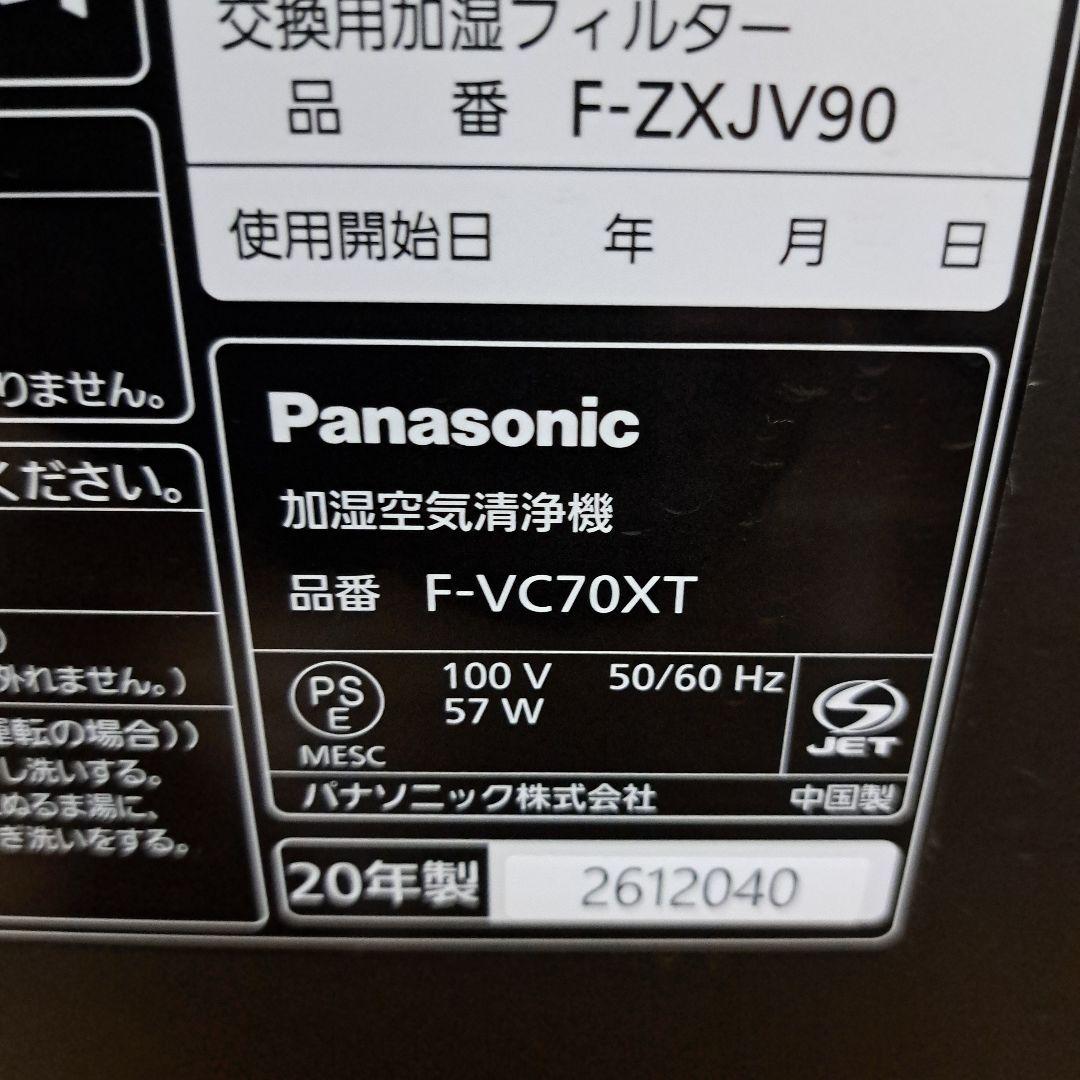 交換用加湿フィルター
品 番 F-ZXJV90
使用開始日 年 月 日
りません。
ください。
外れません。)
運転の場合))
し洗いする。
ぬるま湯に、
き洗いをする。
Panasonic
加湿空気清浄機
品番 F-VC70XT
PS
E
MESC
100 V 50/60 Hz
57 W
JET
パナソニック株式会社 中国製
20年製 2612040